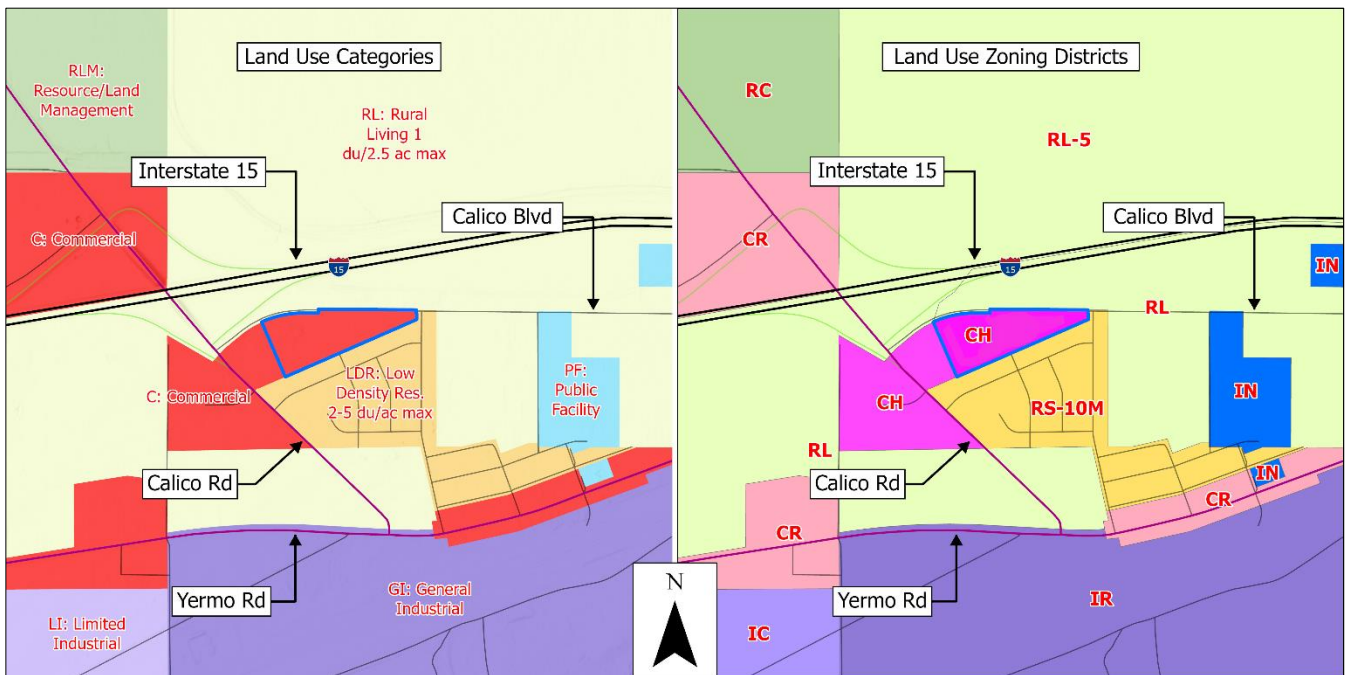 Land Use Categories
RLM:
Resource/Land
Management
RL: Rural
Living 1
du/2.5 ac max
Interstate 15
Calico Blvd
C: Commercial
15
C: Commercial
LDR: Low
Density Res.
2-5 du/ac max
PF:
Public
Facility
Calico Rd
Yermo Rd
GI: General
Industrial
LI: Limited
Industrial
N
Land Use Zoning Districts
RC
RL-5
Interstate 15
Calico Blvd
CR
IN
15
RL
CH
CH
RS-10M
IN
RL
Calico Rd
IN
CR
CR
Yermo Rd
IR
IC